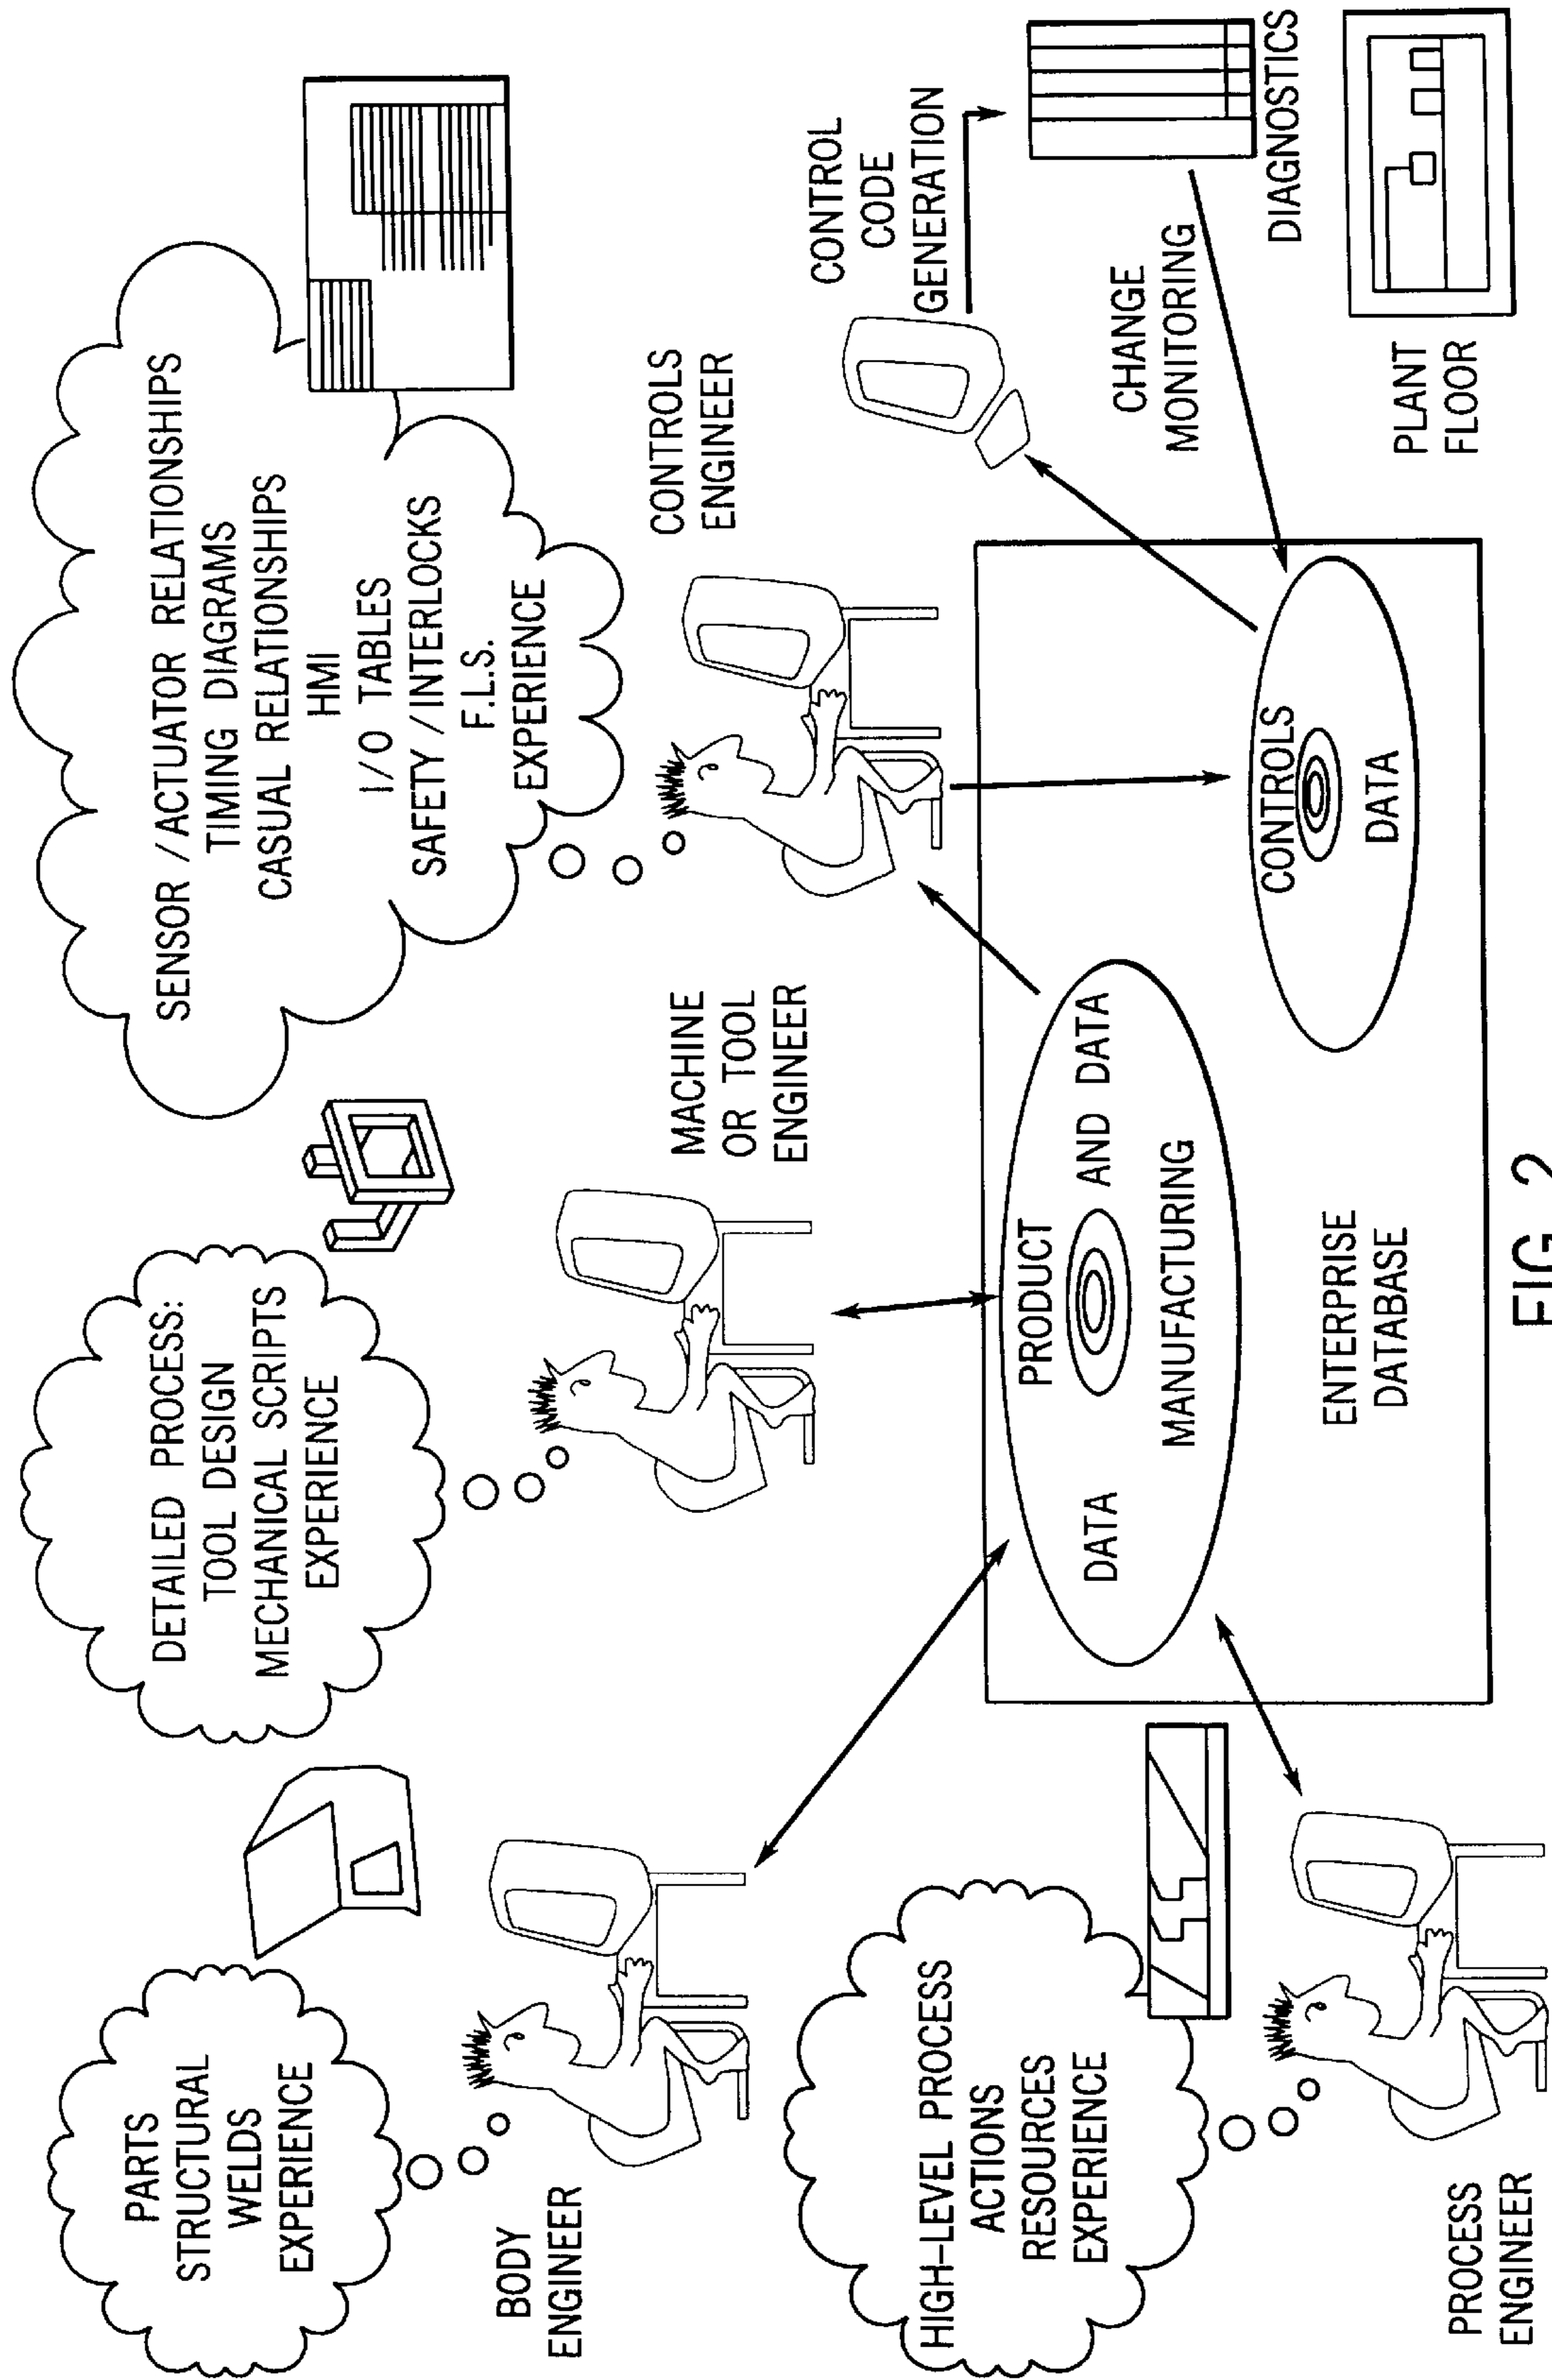 PARTS
STRUCTURAL
WELDS
EXPERIENCE
BODY
ENGINEER
DETAILED PROCESS:
TOOL DESIGN
MECHANICAL SCRIPTS
EXPERIENCE
MACHINE
OR TOOL
ENGINEER
SENSOR / ACTUATOR RELATIONSHIPS
TIMING DIAGRAMS
CASUAL RELATIONSHIPS
HMI
I/O TABLES
SAFETY / INTERLOCKS
F.L.S.
EXPERIENCE
CONTROLS
ENGINEER
HIGH-LEVEL PROCESS
ACTIONS
RESOURCES
EXPERIENCE
PROCESS
ENGINEER
PRODUCT
DATA AND DATA
MANUFACTURING
ENTERPRISE
DATABASE
CONTROLS
DATA
CONTROL
CODE
GENERATION
CHANGE
MONITORING
DIAGNOSTICS
PLANT
FLOOR
FIG. 2